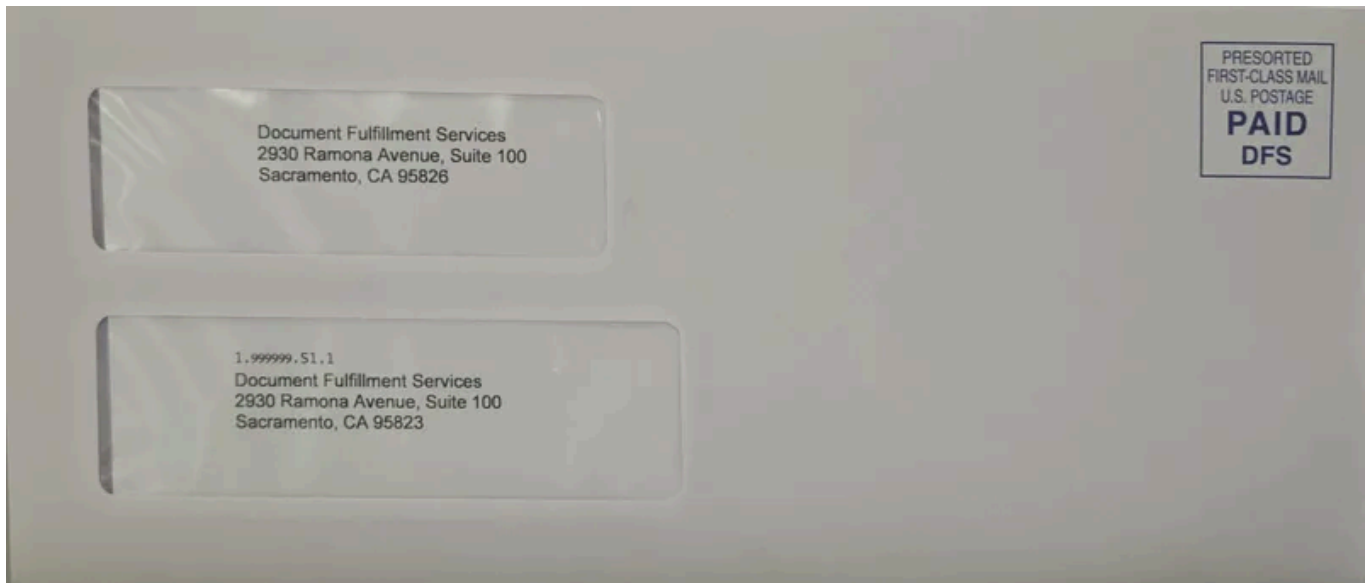 PRESORTED
FIRST-CLASS MAIL
U.S. POSTAGE
PAID
DFS
Document Fulfillment Services
2930 Ramona Avenue, Suite 100
Sacramento, CA 95826
1.999999.51.1
Document Fulfillment Services
2930 Ramona Avenue, Suite 100
Sacramento, CA 95823